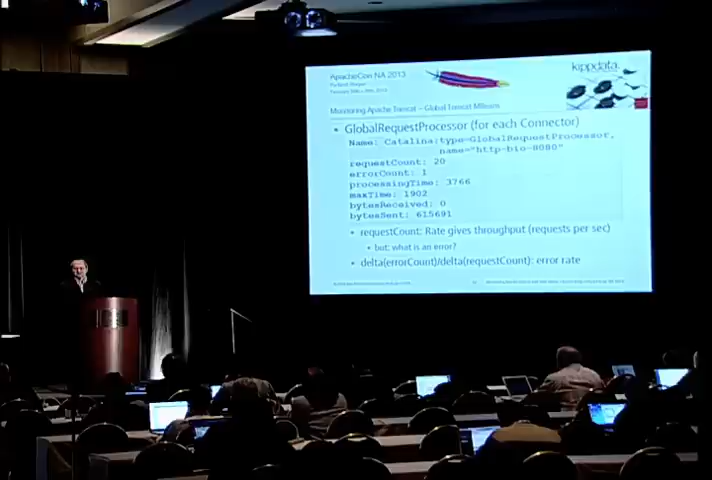 ApacheCon NA 2013
kippdata
Monitoring Apache Tomcat – Global Tomcat MBeans
• GlobalRequestProcessor (for each Connector)
Name: Catalina:type=GlobalRequestProcessor,
name="http-bio-8080"
requestCount: 20
errorCount: 1
processingTime: 3766
maxTime: 1902
bytesReceived: 0
bytesSent: 615691
• requestCount: Rate gives throughput (requests per sec)
• but: what is an error?
• delta(errorCount)/delta(requestCount): error rate